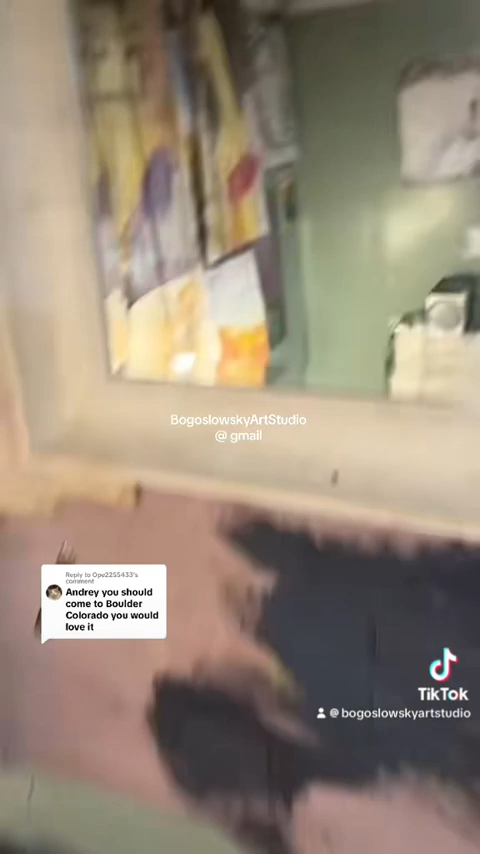 BogoslowskyArtStudio
@ gmail
Reply to Ope2255433's
comment
Andrey you should
come to Boulder
Colorado you would
love it
TikTok
@bogoslowskyartstudio